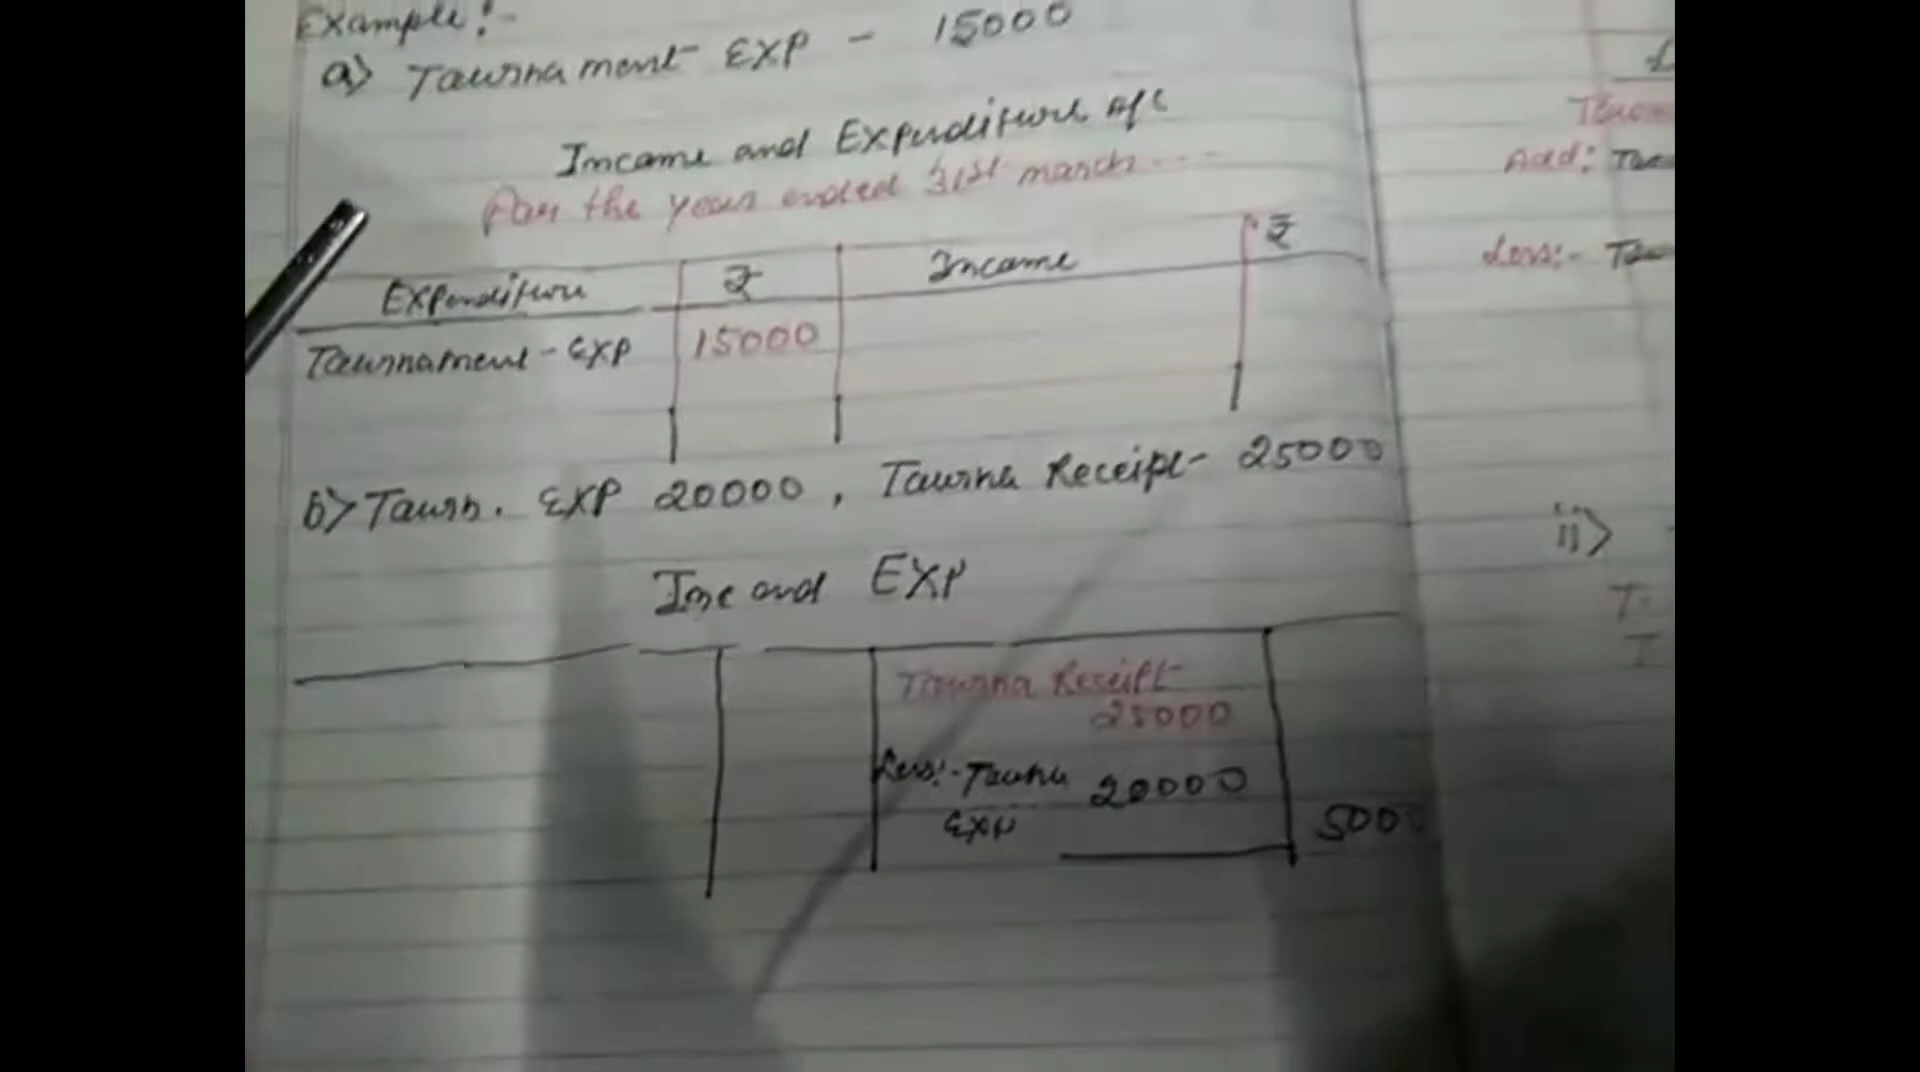 Example:-
a) Tournament EXP - 15000
Income and Expenditure A/c
For the year ended 31st march ---
Expenditure ₹ Income ₹
Tournament - Exp 15000
b) Tourn. EXP 20000, Tourna Receipt - 25000
Inc and EXP
Tourna Receipt
25000
Less:- Tourna 20000
Exp 5000
Add:
Less:-
ii)
T.
T